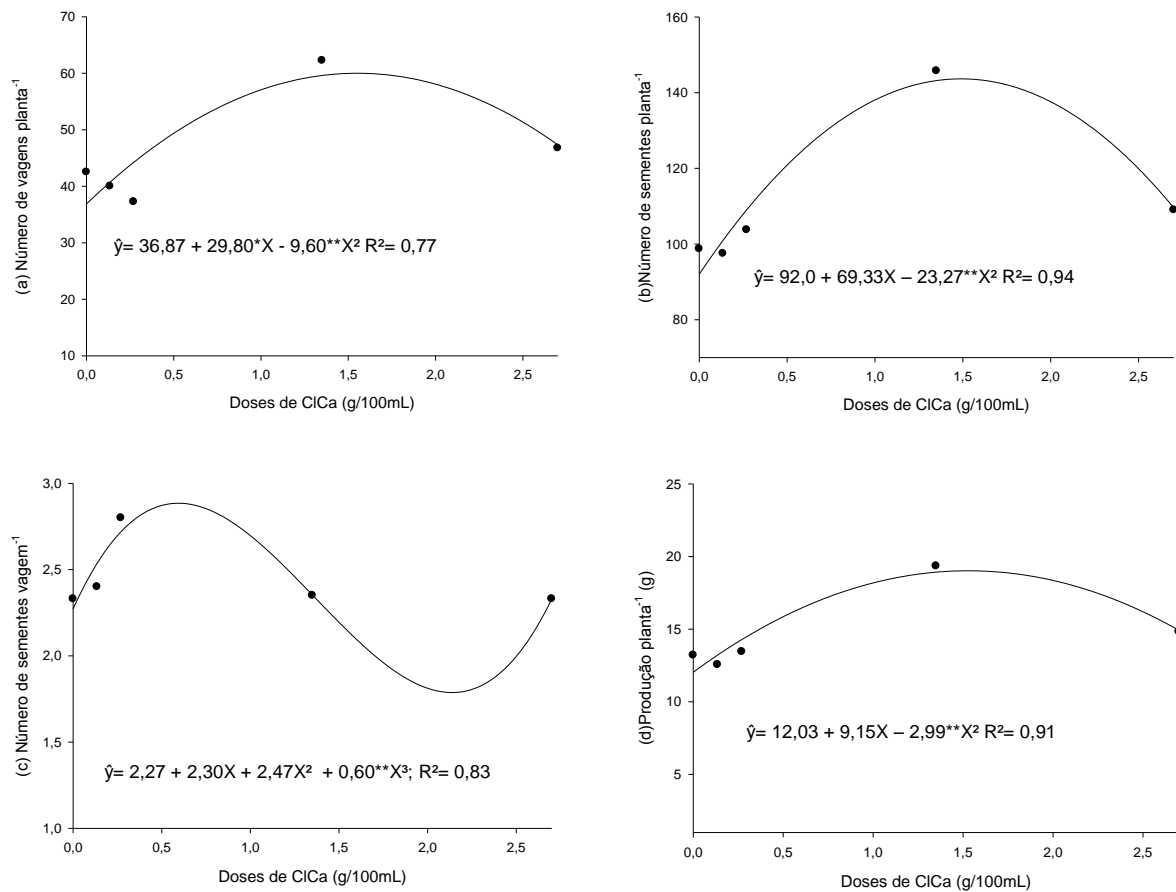 (a) Número de vagens planta⁻¹
70
60
50
40
30
20
10
ŷ= 36,87 + 29,80*X - 9,60**X² R²= 0,77
0,0 0,5 1,0 1,5 2,0 2,5
Doses de ClCa (g/100mL)
(b)Número de sementes planta⁻¹
160
140
120
100
80
ŷ= 92,0 + 69,33X – 23,27**X² R²= 0,94
0,0 0,5 1,0 1,5 2,0 2,5
Doses de ClCa (g/100mL)
(c) Número de sementes vagem⁻¹
3,0
2,5
2,0
1,5
1,0
ŷ= 2,27 + 2,30X + 2,47X² + 0,60**X³; R²= 0,83
0,0 0,5 1,0 1,5 2,0 2,5
Doses de ClCa (g/100mL)
(d)Produção planta⁻¹ (g)
25
20
15
10
5
ŷ= 12,03 + 9,15X – 2,99**X² R²= 0,91
0,0 0,5 1,0 1,5 2,0 2,5
Doses de ClCa (g/100mL)